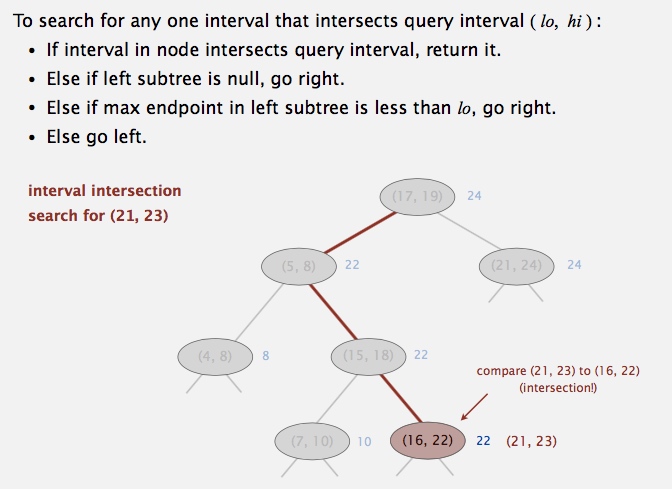 To search for any one interval that intersects query interval ( lo, hi ) :
• If interval in node intersects query interval, return it.
• Else if left subtree is null, go right.
• Else if max endpoint in left subtree is less than lo, go right.
• Else go left.
interval intersection
search for (21, 23)
(17, 19) 24
(5, 8) 22
(21, 24) 24
(4, 8) 8
(15, 18) 22
compare (21, 23) to (16, 22)
(intersection!)
(7, 10) 10
(16, 22) 22 (21, 23)